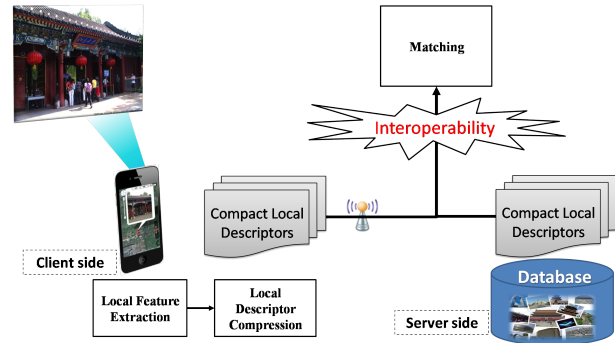 Matching
Interoperability
Compact Local
Descriptors
Compact Local
Descriptors
Client side
Database
Local Feature
Extraction
Local
Descriptor
Compression
Server side